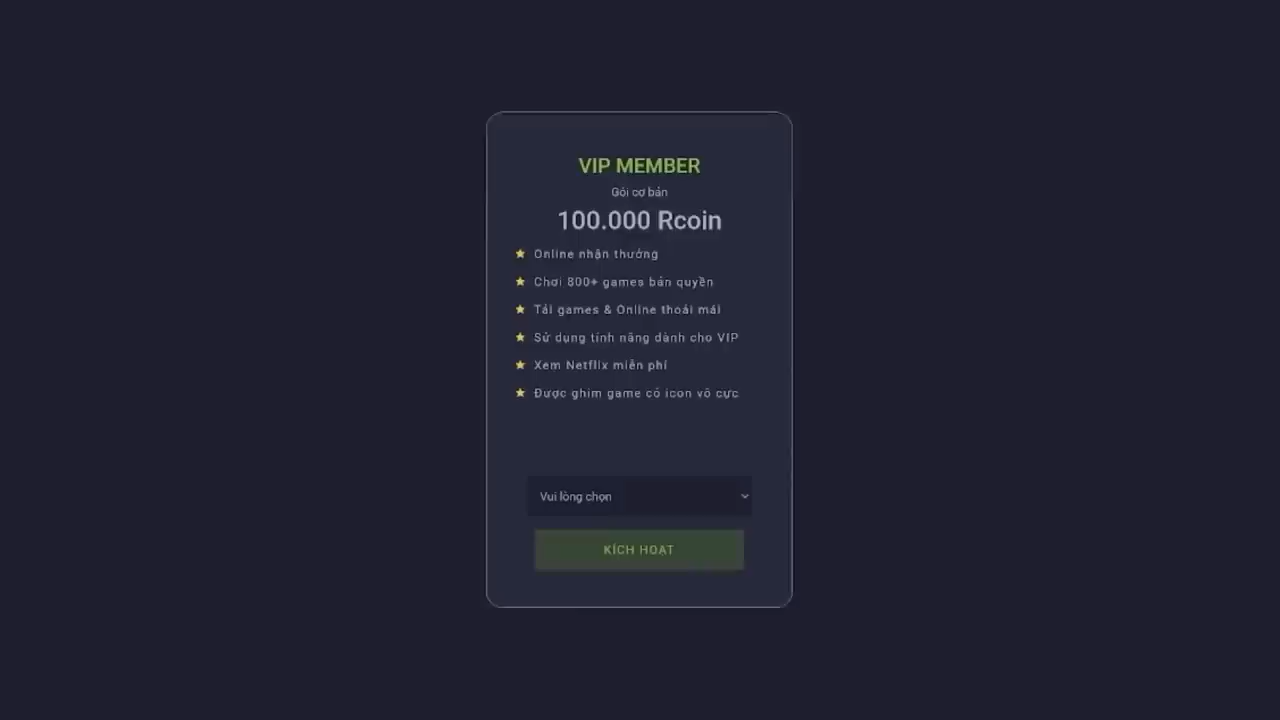 VIP MEMBER
Gói cơ bản
100.000 Rcoin
Online nhận thưởng
Chơi 800+ games bản quyền
Tải games & Online thoải mái
Sử dụng tính năng dành cho VIP
Xem Netflix miễn phí
Được ghim game có icon vô cực
Vui lòng chọn
KÍCH HOẠT